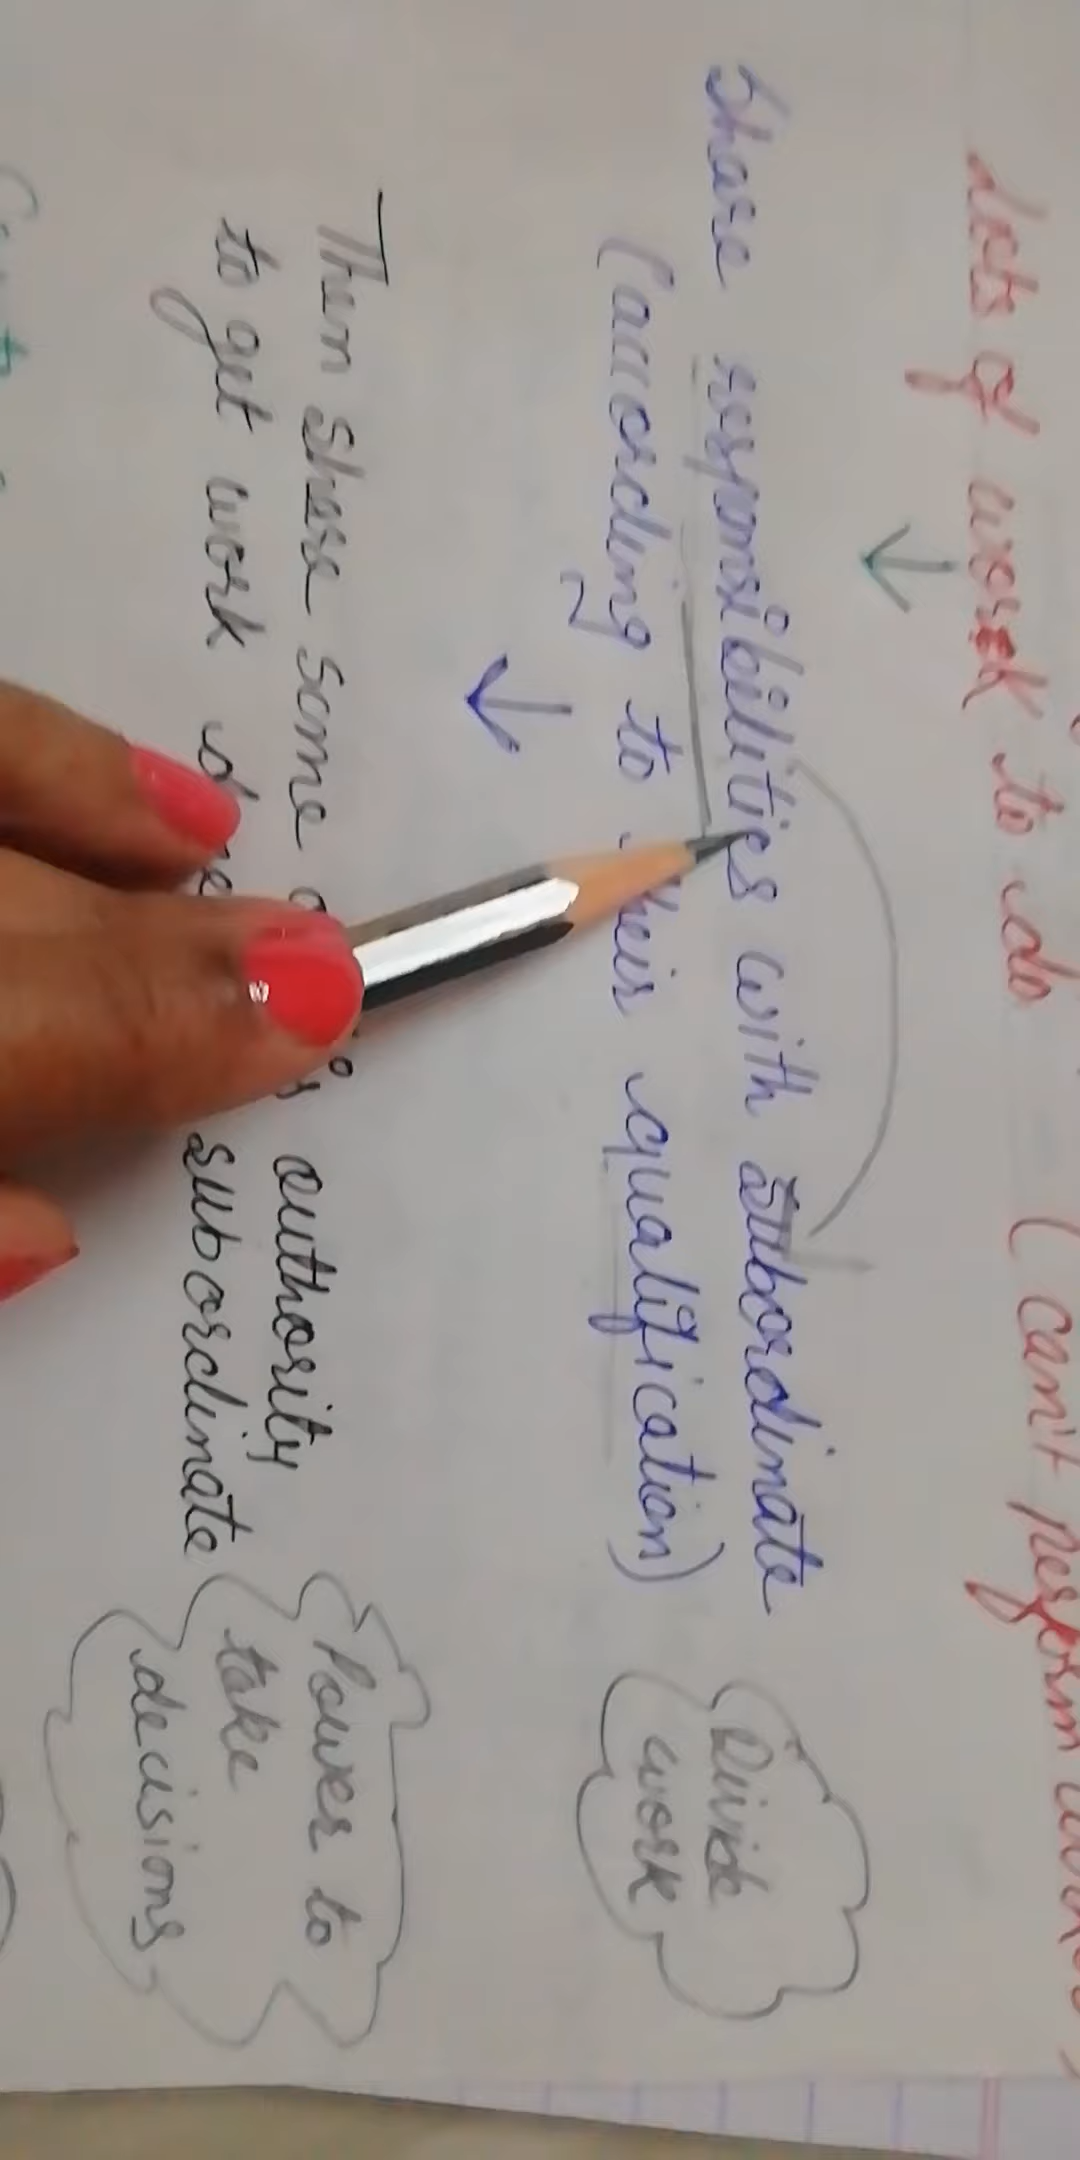 Lots of work to do (can't perform
↓
Share responsibilities with subordinate
(according to their qualification)
Divide
work
↓
Then share some authority
to get work subordinate
Power to
take
decisions